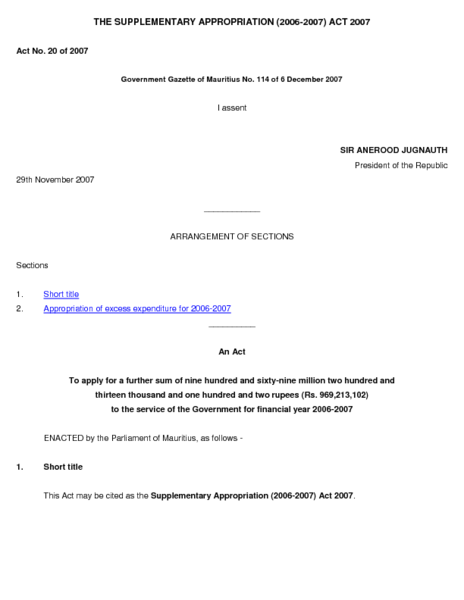 THE SUPPLEMENTARY APPROPRIATION (2006-2007) ACT 2007
Act No. 20 of 2007
Government Gazette of Mauritius No. 114 of 6 December 2007
I assent
SIR ANEROOD JUGNAUTH
President of the Republic
29th November 2007
ARRANGEMENT OF SECTIONS
Sections
1. Short title
2. Appropriation of excess expenditure for 2006-2007
An Act
To apply for a further sum of nine hundred and sixty-nine million two hundred and
thirteen thousand and one hundred and two rupees (Rs. 969,213,102)
to the service of the Government for financial year 2006-2007
ENACTED by the Parliament of Mauritius, as follows -
1. Short title
This Act may be cited as the Supplementary Appropriation (2006-2007) Act 2007.